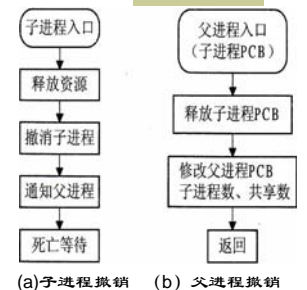 子进程入口
释放资源
撤消子进程
通知父进程
死亡等待
(a)子进程撤销
父进程入口
（子进程PCB）
释放子进程PCB
修改父进程PCB
子进程数、共享数
返回
（b）父进程撤销